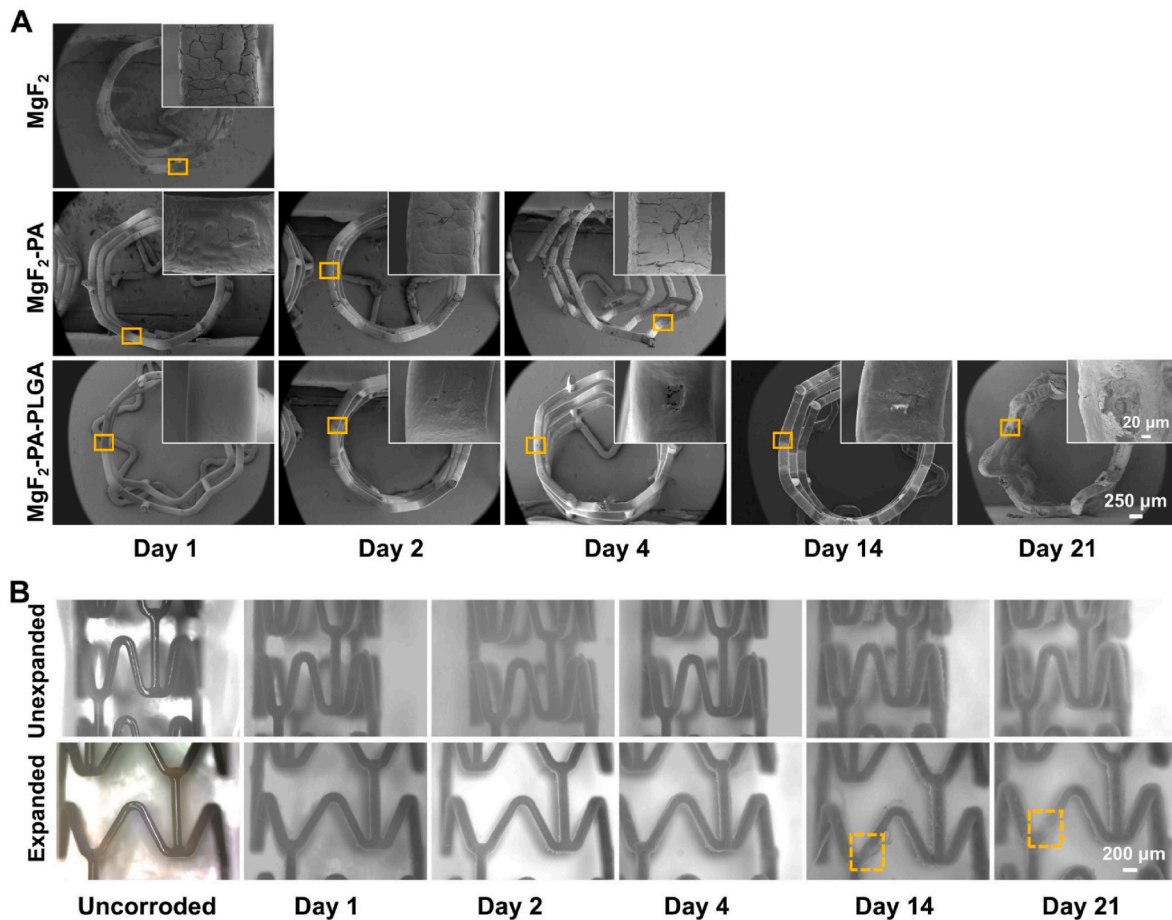 A
MgF₂
MgF₂-PA
MgF₂-PA-PLGA
20 µm
250 µm
Day 1
Day 2
Day 4
Day 14
Day 21
B
Unexpanded
Expanded
200 µm
Uncorroded
Day 1
Day 2
Day 4
Day 14
Day 21